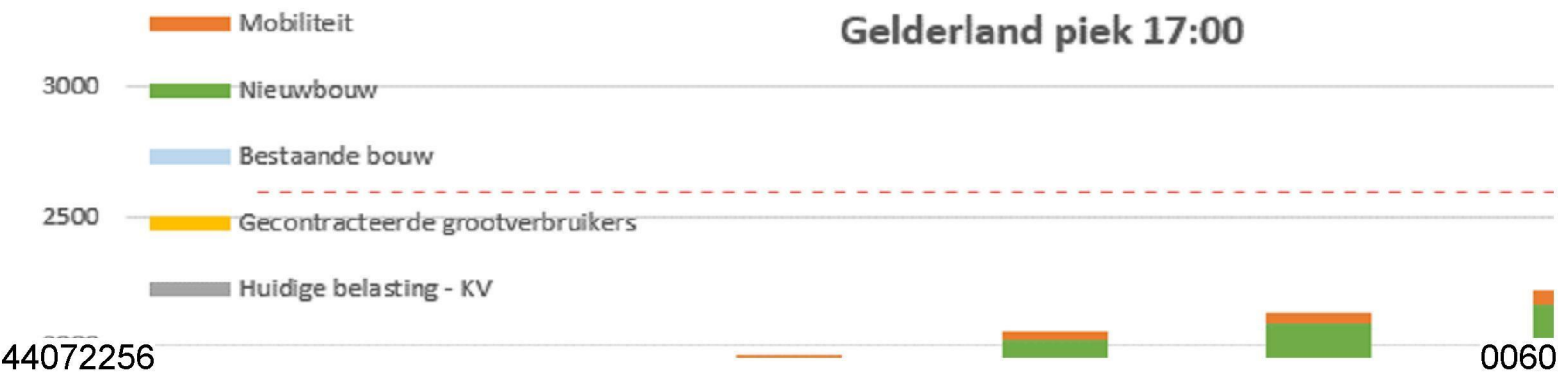 Mobiliteit
Gelderland piek 17:00
3000
Nieuwbouw
Bestaande bouw
2500
Gecontracteerde grootverbruikers
Huidige belasting - KV
44072256
0060